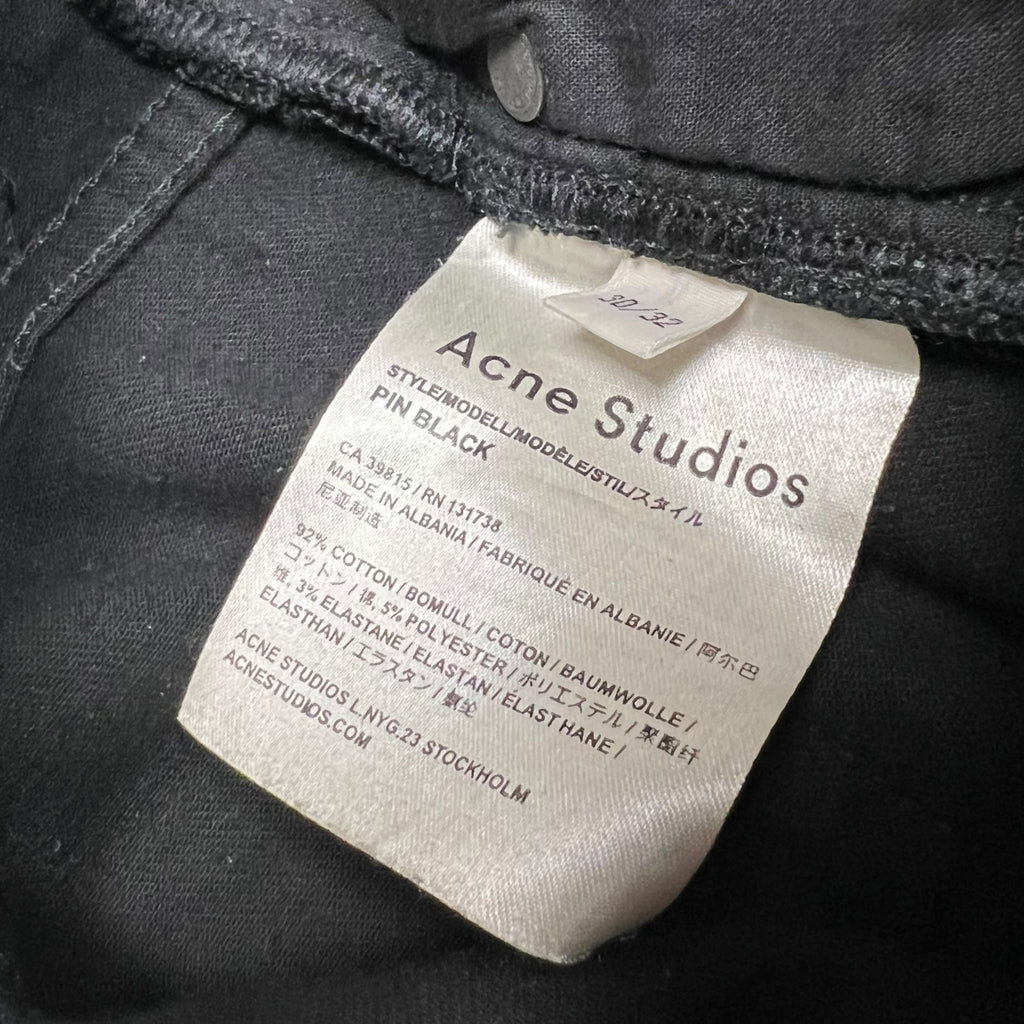 30/32
Acne Studios
STYLE/MODELL/MODÈLE/STIL/スタイル
PIN BLACK
CA 39815 / RN 131738
MADE IN ALBANIA / FABRIQUÉ EN ALBANIE / 阿尔巴
尼亚制造
92% COTTON / BOMULL / COTON / BAUMWOLLE /
コットン / 棉, 5% POLYESTER / ポリエステル / 聚酯纤
维, 3% ELASTANE / ELASTAN / ÉLASTHANE /
ELASTHAN / エラスタン / 氨纶
ACNE STUDIOS L.NYG.23 STOCKHOLM
ACNESTUDIOS.COM